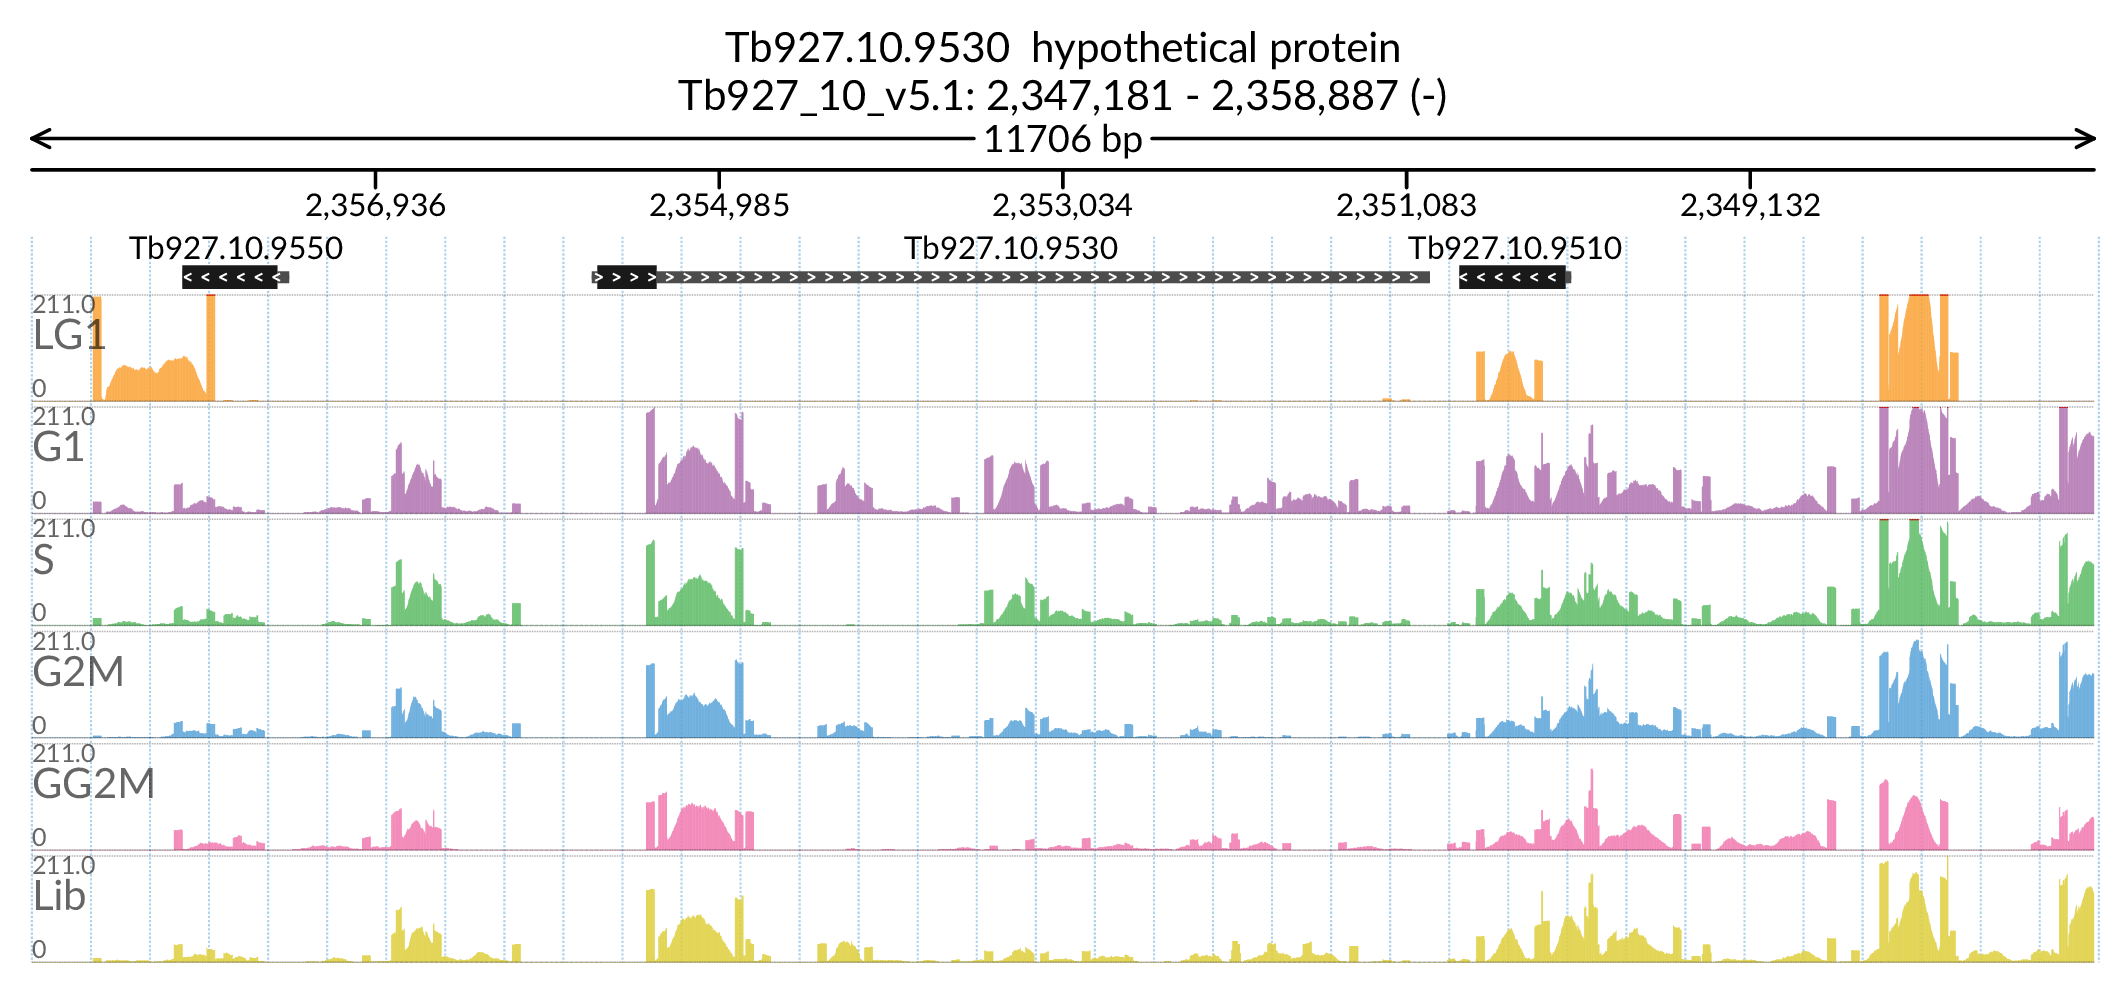 Tb927.10.9530 hypothetical protein
Tb927_10_v5.1: 2,347,181 - 2,358,887 (-)
11706 bp
2,356,936 2,354,985 2,353,034 2,351,083 2,349,132
Tb927.10.9550 Tb927.10.9530 Tb927.10.9510
211.0
LG1
0
211.0
G1
0
211.0
S
0
211.0
G2M
0
211.0
GG2M
0
211.0
Lib
0